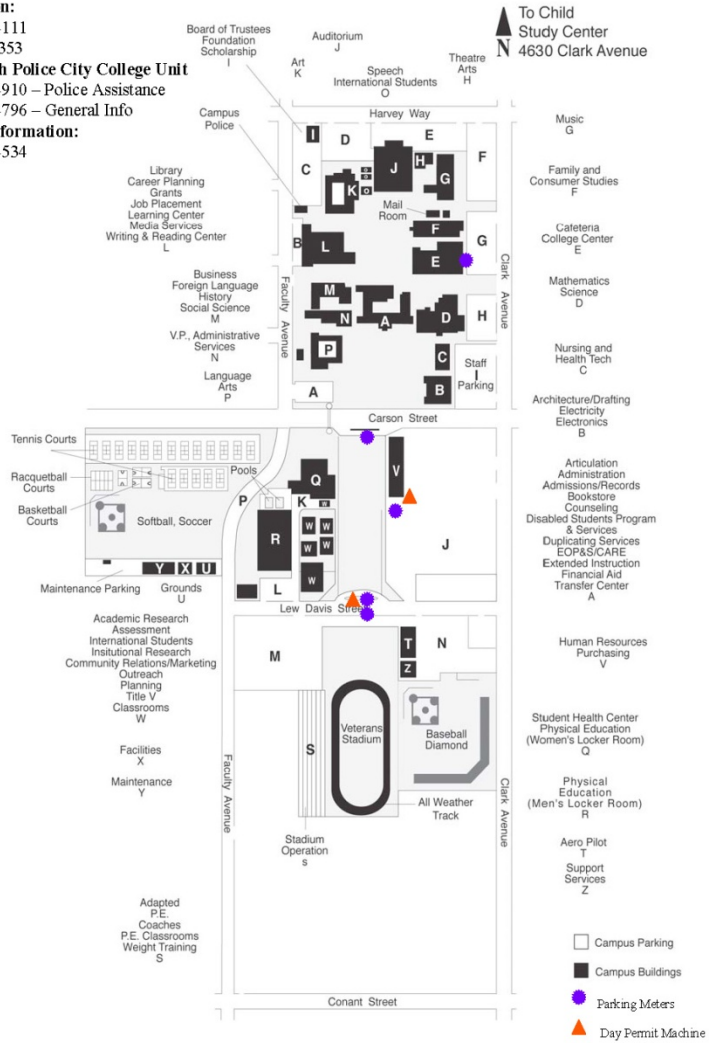 on:
111
353
h Police City College Unit
910 – Police Assistance
796 – General Info
formation:
534
To Child
Study Center
N 4630 Clark Avenue
Board of Trustees
Foundation
Scholarship
I
Auditorium
J
Art
K
Speech
International Students
O
Theatre
Arts
H
Campus
Police
Harvey Way
Music
G
Library
Career Planning
Grants
Job Placement
Learning Center
Media Services
Writing & Reading Center
L
Family and
Consumer Studies
F
Cafeteria
College Center
E
Business
Foreign Language
History
Social Science
M
Mathematics
Science
D
V.P., Administrative
Services
N
Nursing and
Health Tech
C
Language
Arts
P
Architecture/Drafting
Electricity
Electronics
B
I
D
E
F
C
J
H
G
K
Mail
Room
F
B
L
E
G
Faculty Avenue
Clark Avenue
M
N
A
D
H
P
C
Staff
I
Parking
A
B
Carson Street
Tennis Courts
Racquetball
Courts
Basketball
Courts
Softball, Soccer
Pools
P
K
Q
W
V
R
W
W
W
W
W
J
L
Maintenance Parking
Y X U
Grounds
U
Lew Davis Street
Articulation
Administration
Admissions/Records
Bookstore
Counseling
Disabled Students Program
& Services
Duplicating Services
EOP&S/CARE
Extended Instruction
Financial Aid
Transfer Center
A
Academic Research
Assessment
International Students
Insitutional Research
Community Relations/Marketing
Outreach
Planning
Title V
Classrooms
W
Human Resources
Purchasing
V
M
T
N
Z
Student Health Center
Physical Education
(Women's Locker Room)
Q
Facilities
X
Maintenance
Y
S
Veterans
Stadium
Baseball
Diamond
Physical
Education
(Men's Locker Room)
R
Faculty Avenue
Clark Avenue
All Weather
Track
Stadium
Operation
s
Aero Pilot
T
Support
Services
Z
Adapted
P.E.
Coaches
P.E. Classrooms
Weight Training
S
Conant Street
Campus Parking
Campus Buildings
Parking Meters
Day Permit Machine